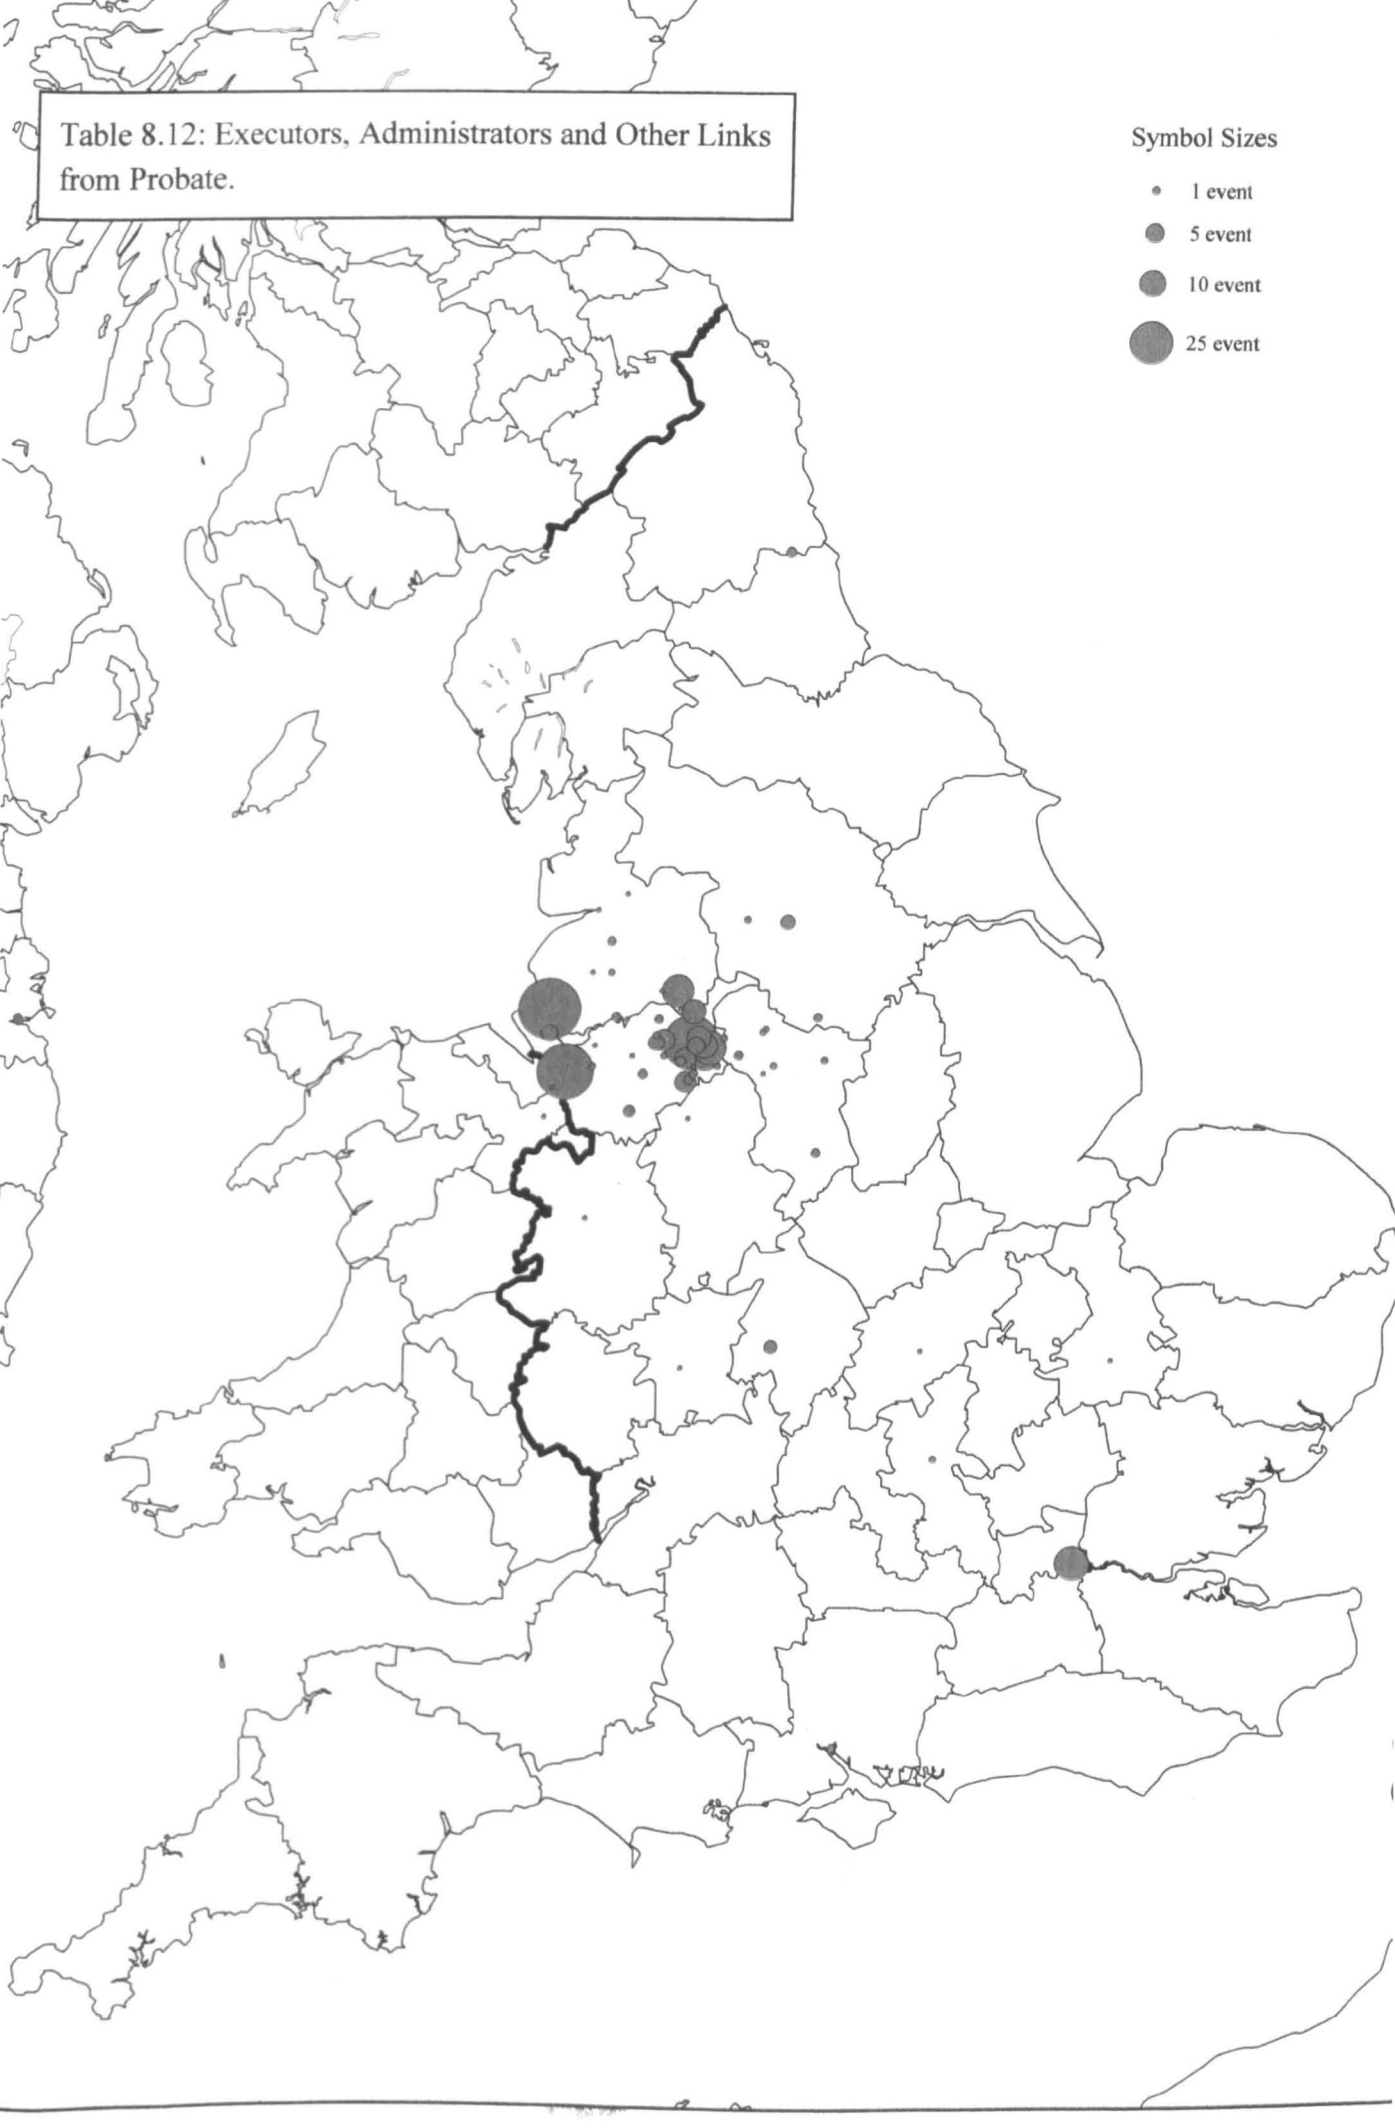 Table 8.12: Executors, Administrators and Other Links
from Probate.
Symbol Sizes
1 event
5 event
10 event
25 event